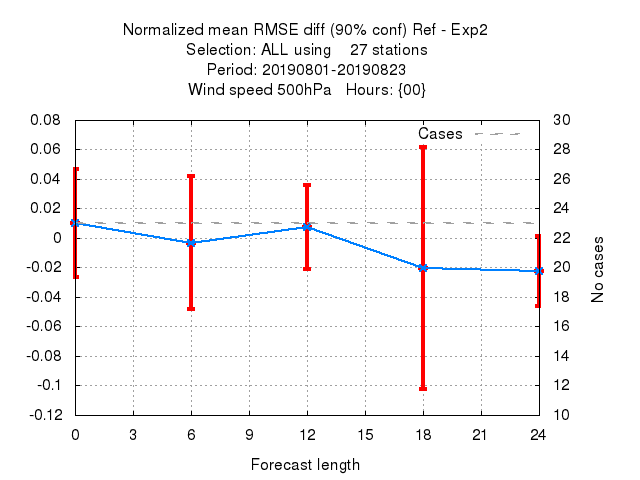 Normalized mean RMSE diff (90% conf) Ref - Exp2
Selection: ALL using    27 stations
Period: 20190801-20190823
Wind speed 500hPa   Hours: {00}
Cases
0.08
0.06
0.04
0.02
0
-0.02
-0.04
-0.06
-0.08
-0.1
-0.12
30
28
26
24
22
20
18
16
14
12
10
No cases
0 3 6 9 12 15 18 21 24
Forecast length